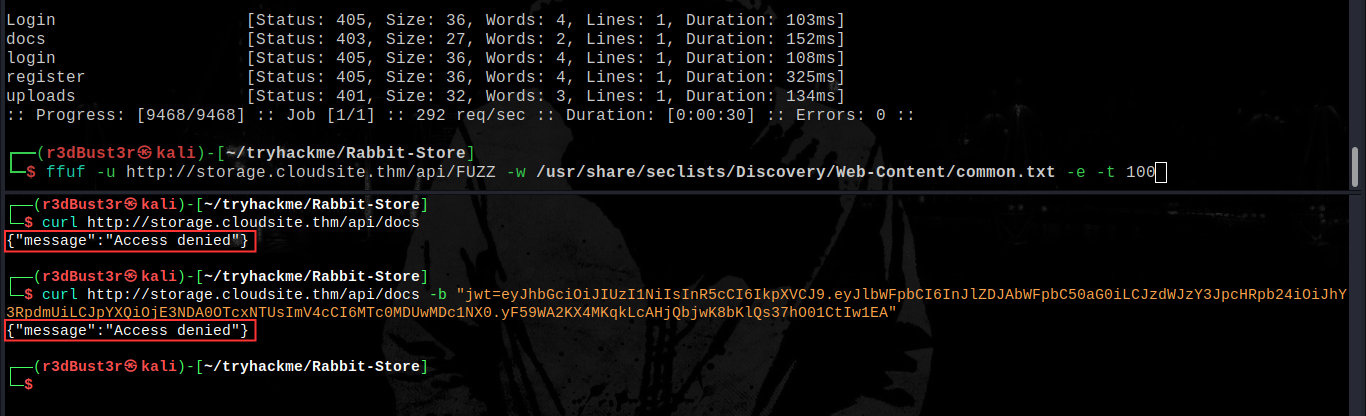 Login                   [Status: 405, Size: 36, Words: 4, Lines: 1, Duration: 103ms]
docs                    [Status: 403, Size: 27, Words: 2, Lines: 1, Duration: 152ms]
login                   [Status: 405, Size: 36, Words: 4, Lines: 1, Duration: 108ms]
register                [Status: 405, Size: 36, Words: 4, Lines: 1, Duration: 325ms]
uploads                 [Status: 401, Size: 32, Words: 3, Lines: 1, Duration: 134ms]
:: Progress: [9468/9468] :: Job [1/1] :: 292 req/sec :: Duration: [0:00:30] :: Errors: 0 ::
┌──(r3dBust3r㉿kali)-[~/tryhackme/Rabbit-Store]
└─$ ffuf -u http://storage.cloudsite.thm/api/FUZZ -w /usr/share/seclists/Discovery/Web-Content/common.txt -e -t 100
┌──(r3dBust3r㉿kali)-[~/tryhackme/Rabbit-Store]
└─$ curl http://storage.cloudsite.thm/api/docs
{"message":"Access denied"}
┌──(r3dBust3r㉿kali)-[~/tryhackme/Rabbit-Store]
└─$ curl http://storage.cloudsite.thm/api/docs -b "jwt=eyJhbGciOiJIUzI1NiIsInR5cCI6IkpXVCJ9.eyJlbWFpbCI6InJlZDJAbWFpbC50aG0iLCJzdWJzY3JpcHRpb24iOiJhY
3RpdmUiLCJpYXQiOjE3NDA0OTcxNTUsImV4cCI6MTc0MDUwMDc1NX0.yF59WA2KX4MKqkLcAHjQbjwK8bKlQs37hO01CtIw1EA"
{"message":"Access denied"}
┌──(r3dBust3r㉿kali)-[~/tryhackme/Rabbit-Store]
└─$